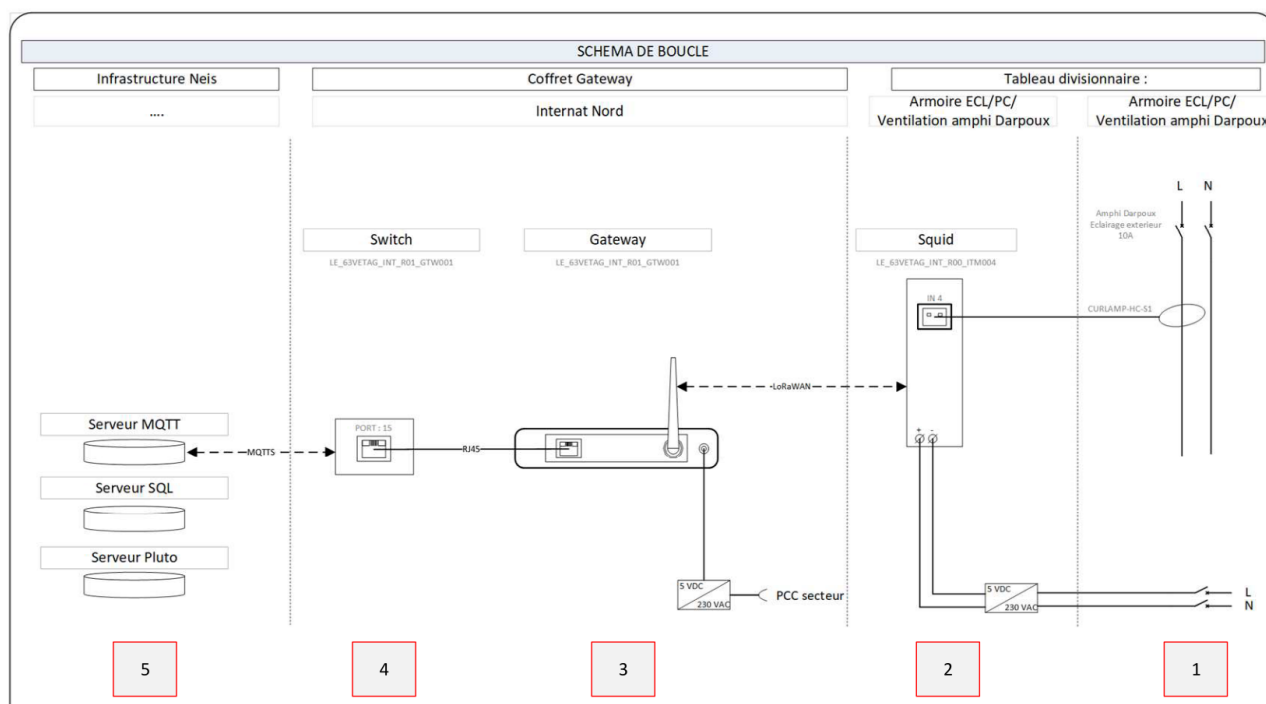 SCHEMA DE BOUCLE
Infrastructure Neis
Coffret Gateway
Tableau divisionnaire :
....
Internat Nord
Armoire ECL/PC/
Ventilation amphi Darpoux
Armoire ECL/PC/
Ventilation amphi Darpoux
L N
Amphi Darpoux
Eclairage exterieur
10A
Switch
LE_63VETAG_INT_R01_GTW001
Gateway
LE_63VETAG_INT_R01_GTW001
Squid
LE_63VETAG_INT_R00_ITM004
IN 4
CURLAMP-HC-S1
LoRaWAN
Serveur MQTT
MQTTS
PORT : 15
RJ45
+ -
Serveur SQL
Serveur Pluto
5 VDC
230 VAC
PCC secteur
5 VDC
230 VAC
L
N
5
4
3
2
1